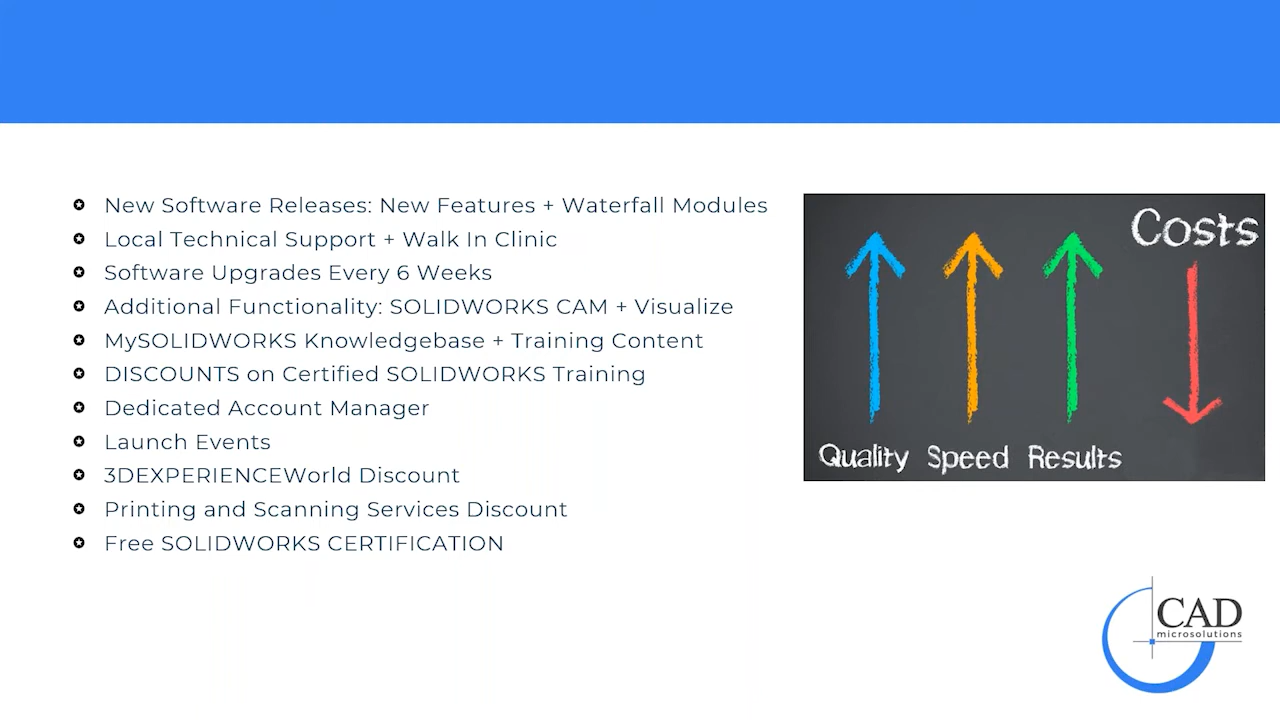 New Software Releases: New Features + Waterfall Modules
Local Technical Support + Walk In Clinic
Software Upgrades Every 6 Weeks
Additional Functionality: SOLIDWORKS CAM + Visualize
MySOLIDWORKS Knowledgebase + Training Content
DISCOUNTS on Certified SOLIDWORKS Training
Dedicated Account Manager
Launch Events
3DEXPERIENCEWorld Discount
Printing and Scanning Services Discount
Free SOLIDWORKS CERTIFICATION
Costs
Quality Speed Results
CAD
microsolutions